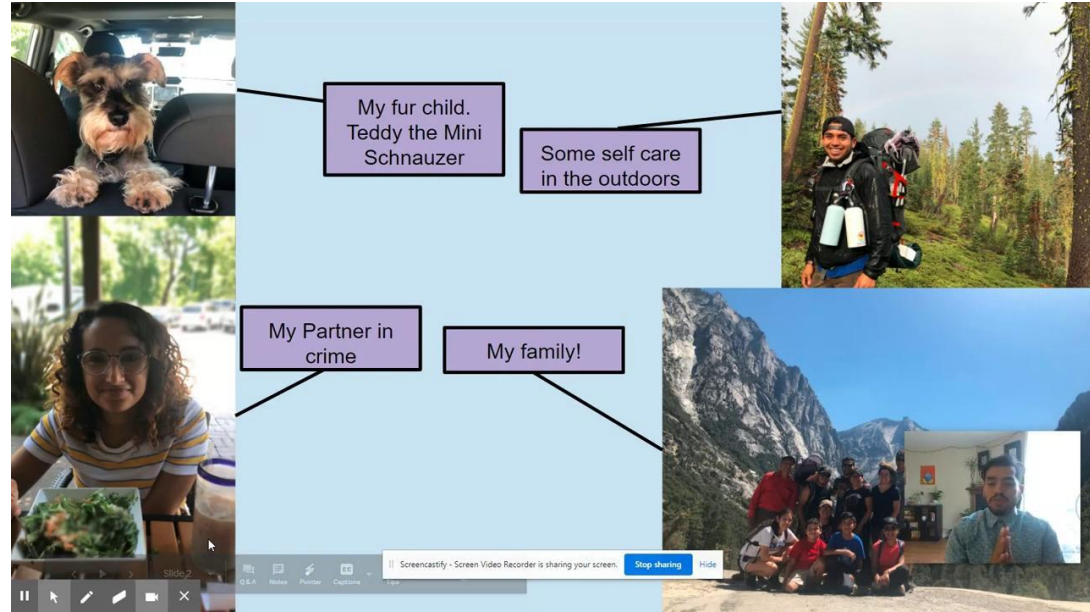 My fur child.
Teddy the Mini
Schnauzer
Some self care
in the outdoors
My Partner in
crime
My family!
Slide 2
Q & A Notes Pointer Captions Tips
Screencastify - Screen Video Recorder is sharing your screen. Stop sharing Hide